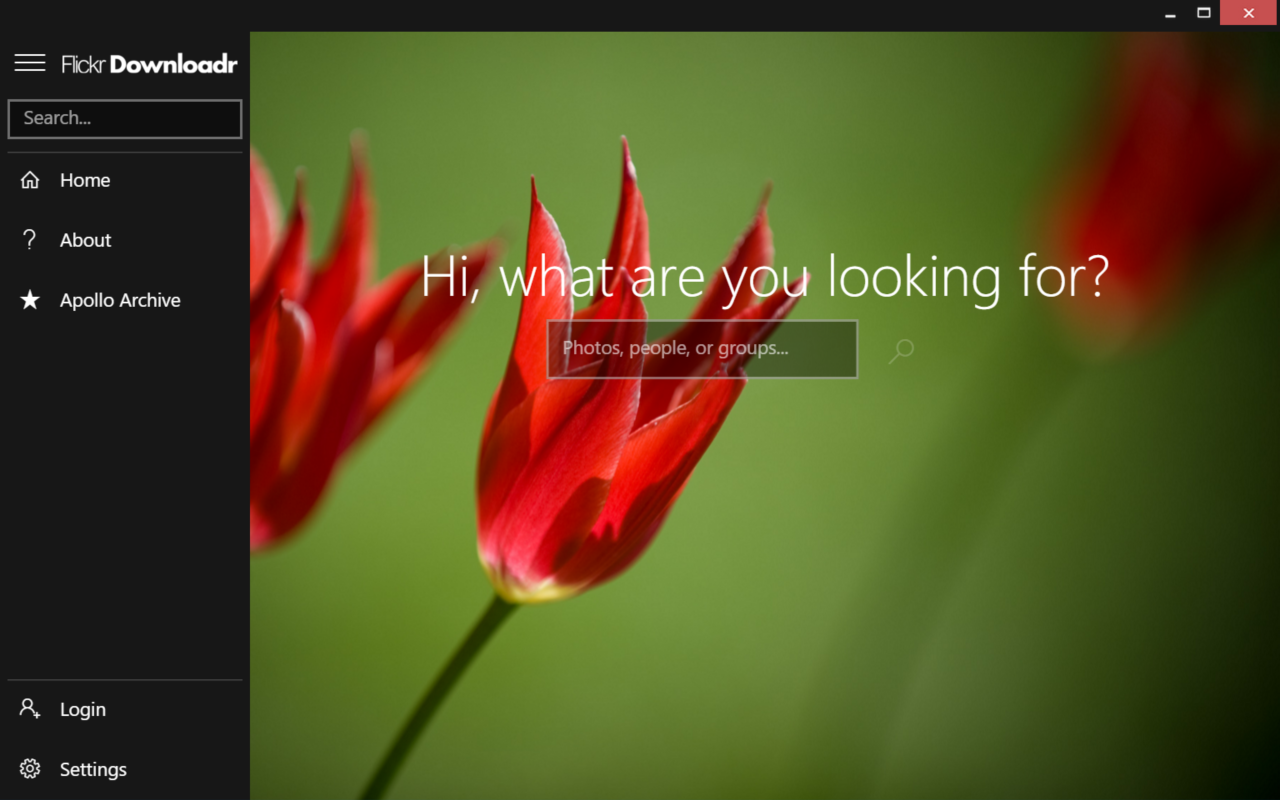 Flickr Downloadr
Search...
Home
About
Apollo Archive
Login
Settings
Hi, what are you looking for?
Photos, people, or groups...